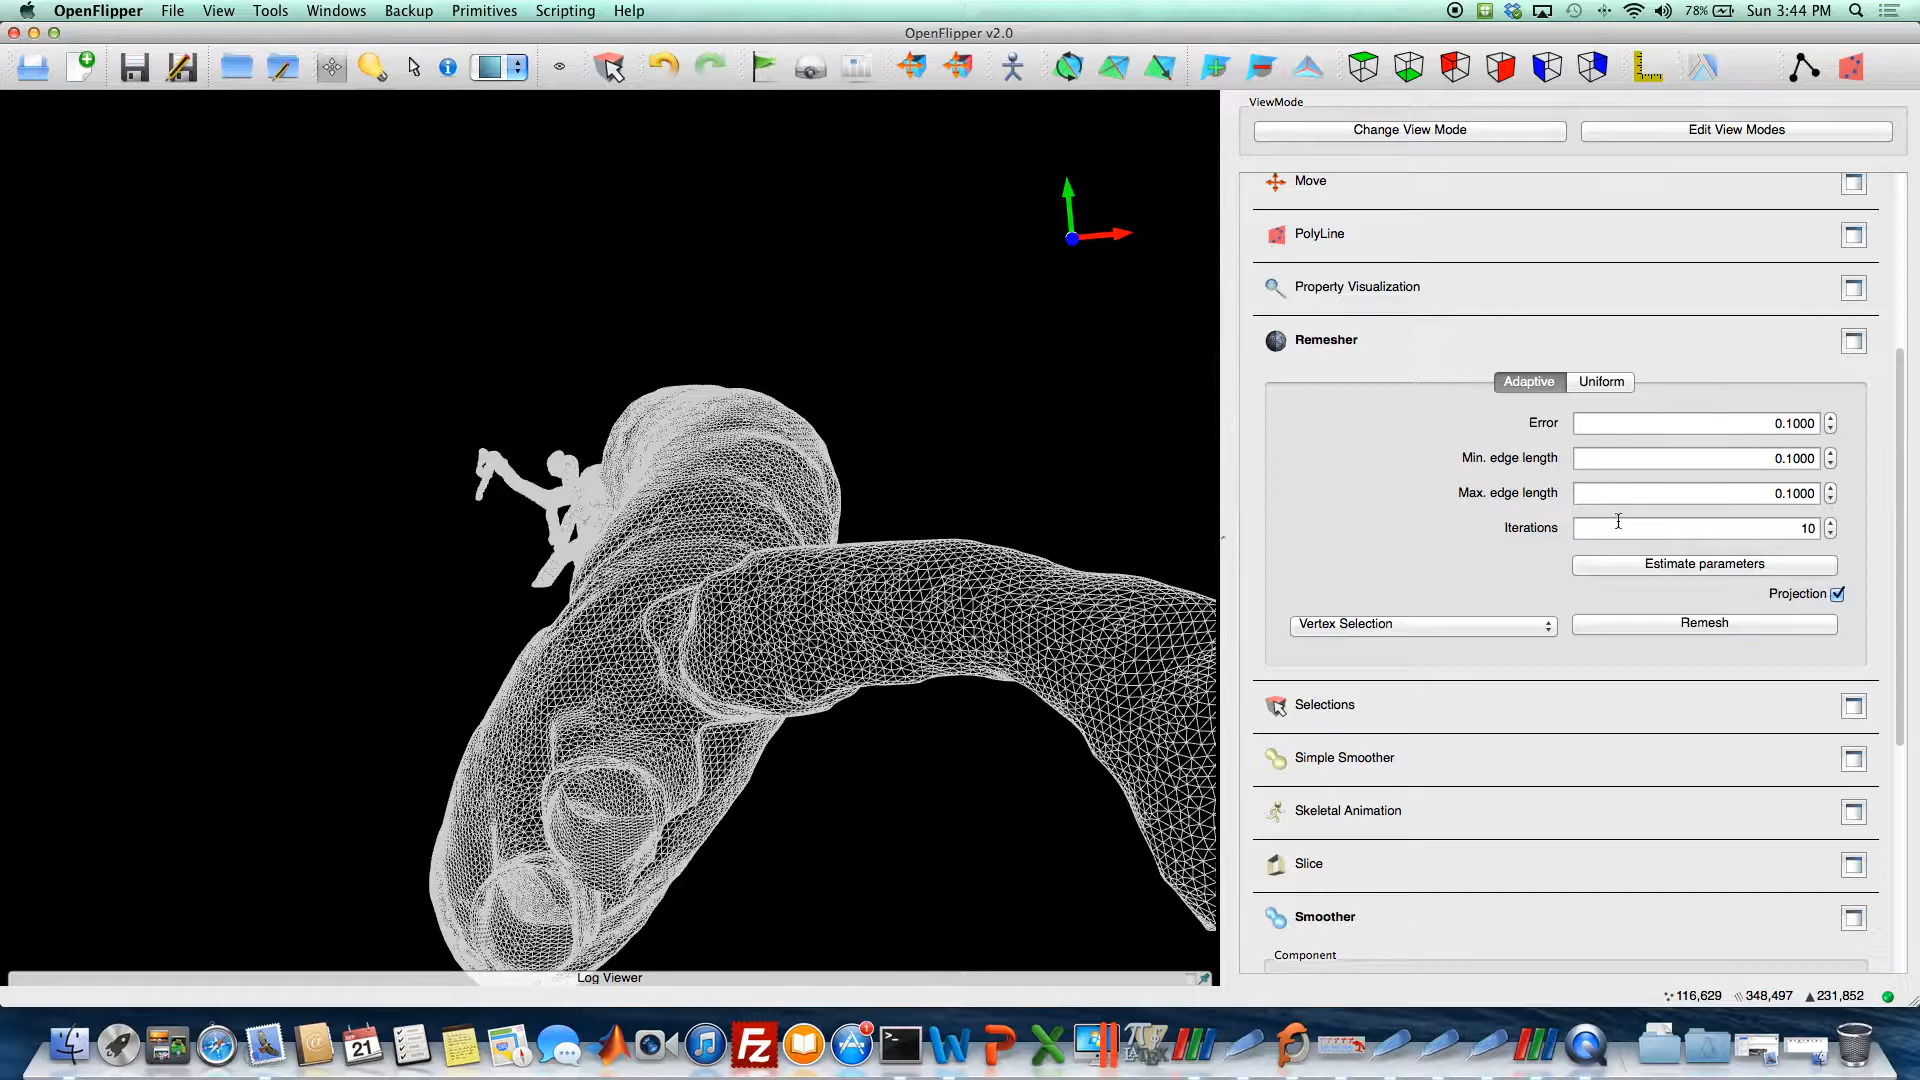 OpenFlipper File View Tools Windows Backup Primitives Scripting Help 78% Sun 3:44 PM
OpenFlipper v2.0
ViewMode
Change View Mode Edit View Modes
Move
PolyLine
Property Visualization
Remesher
Adaptive Uniform
Error 0.1000
Min. edge length 0.1000
Max. edge length 0.1000
Iterations 10
Estimate parameters
Projection
Vertex Selection Remesh
Selections
Simple Smoother
Skeletal Animation
Slice
Smoother
Component
Log Viewer
116,629 348,497 231,852
21
Fz
1
W
P
X